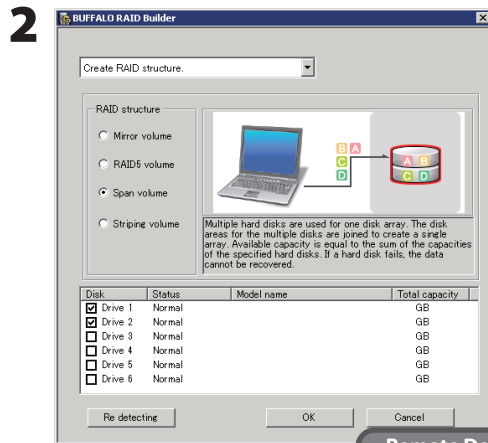 2
BUFFALO RAID Builder
Create RAID structure.
RAID structure
Mirror volume
RAID5 volume
Span volume
Striping volume
B A
C
D
A B
C D
Multiple hard disks are used for one disk array. The disk
areas for the multiple disks are joined to create a single
array. Available capacity is equal to the sum of the capacities
of the specified hard disks. If a hard disk fails, the data
cannot be recovered.
Disk Status Model name Total capacity
Drive 1 Normal GB
Drive 2 Normal GB
Drive 3 Normal GB
Drive 4 Normal GB
Drive 5 Normal GB
Drive 6 Normal GB
Re detecting OK Cancel